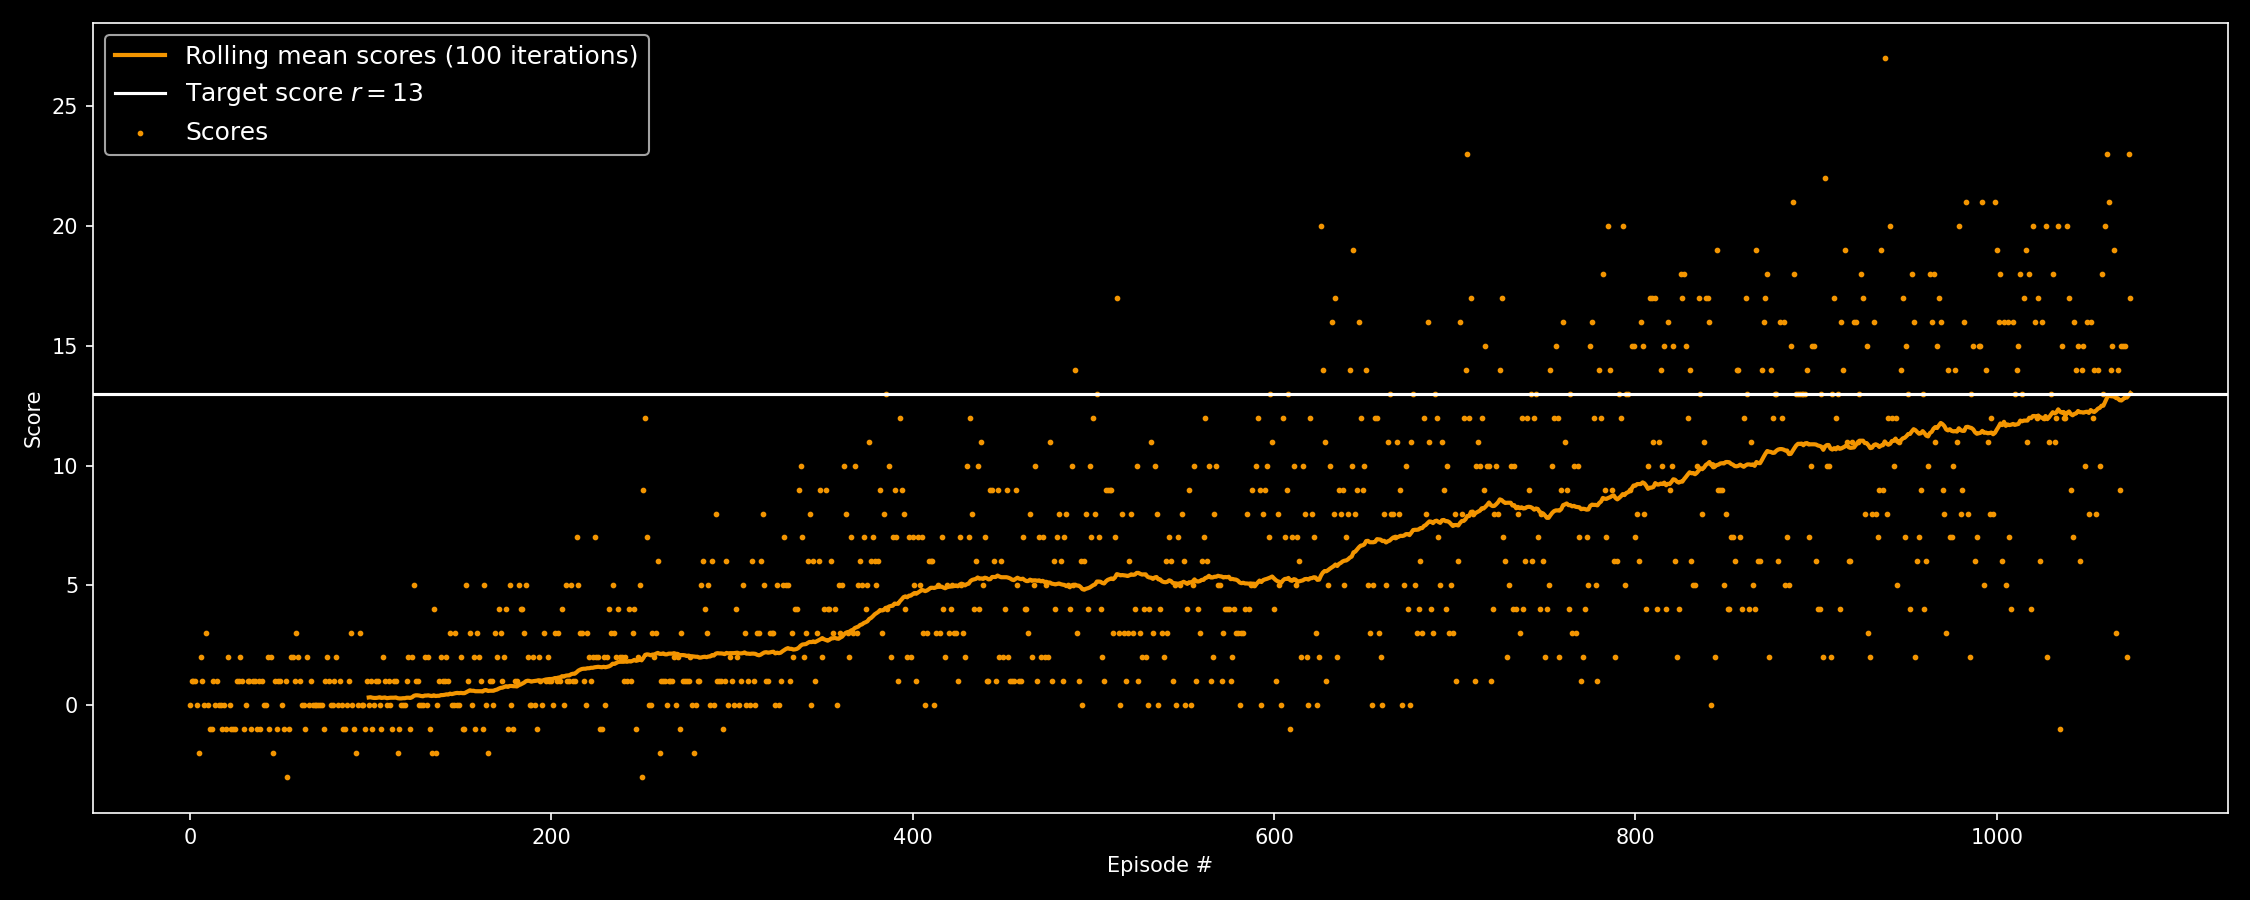 Rolling mean scores (100 iterations)
Target score r = 13
Scores
25
20
15
10
5
0
Score
0 200 400 600 800 1000
Episode #